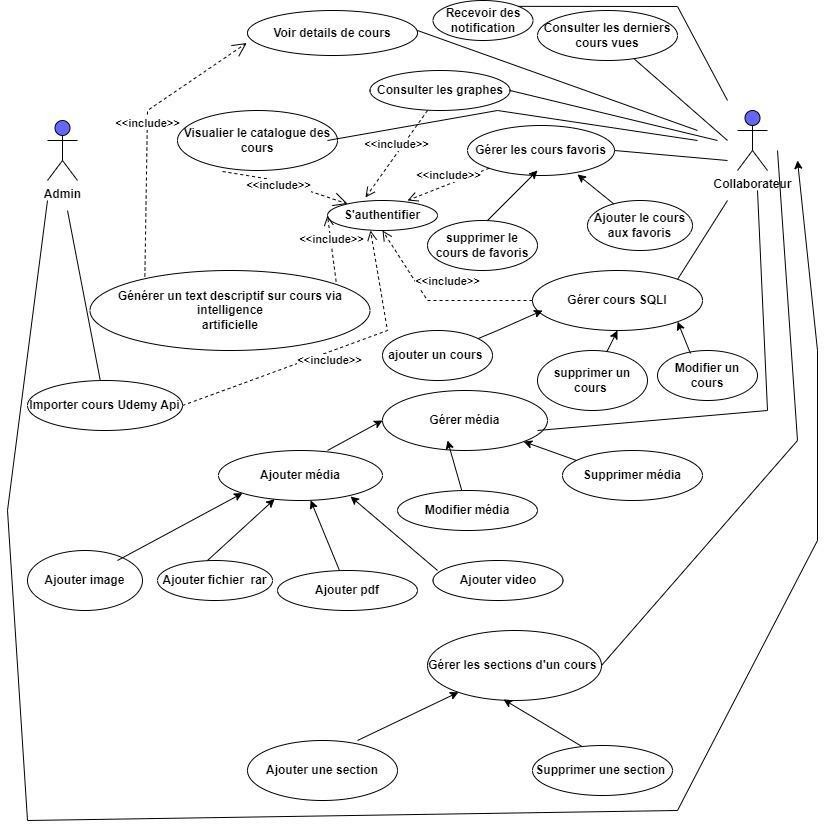 Recevoir des
notification
Voir details de cours
Consulter les derniers
cours vues
Consulter les graphes
<<include>>
Visualier le catalogue des
cours
<<include>>
Gérer les cours favoris
<<include>>
<<include>>
Admin
Collaborateur
S'authentifier
Ajouter le cours
aux favoris
<<include>>
supprimer le
cours de favoris
<<include>>
Générer un text descriptif sur cours via
intelligence
artificielle
Gérer cours SQLI
ajouter un cours
<<include>>
supprimer un
cours
Modifier un
cours
Importer cours Udemy Api
Gérer média
Ajouter média
Supprimer média
Modifier média
Ajouter image
Ajouter fichier rar
Ajouter pdf
Ajouter video
Gérer les sections d'un cours
Ajouter une section
Supprimer une section